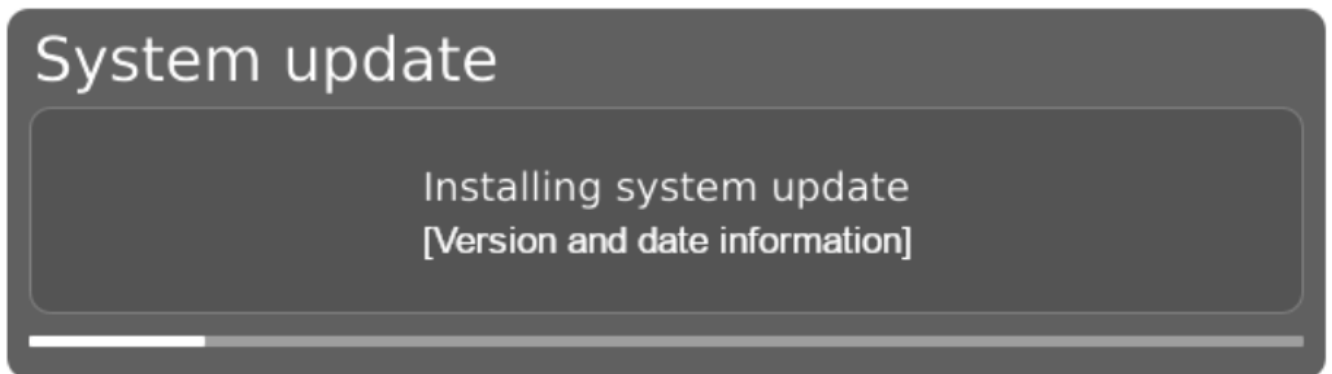 System update
Installing system update
[Version and date information]